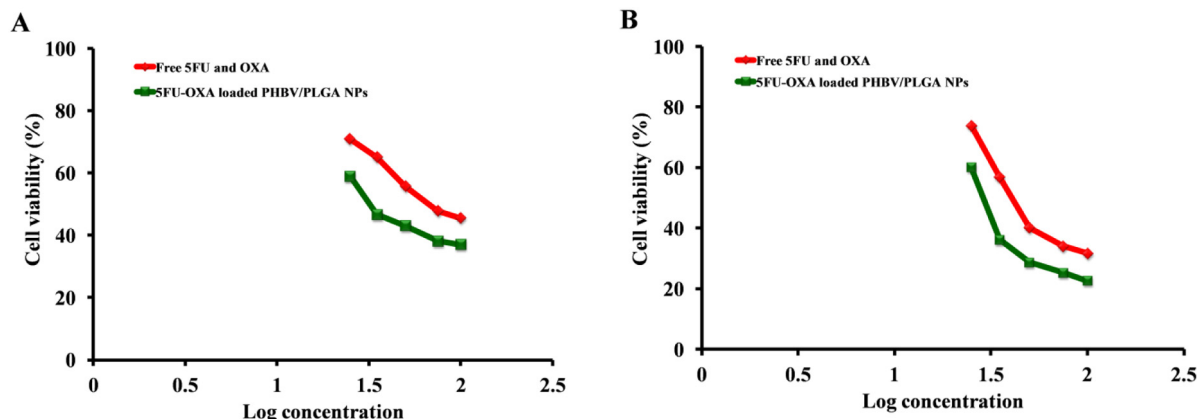 A
Cell viability (%)
100
80
60
40
20
0
Free 5FU and OXA
5FU-OXA loaded PHBV/PLGA NPs
0 0.5 1 1.5 2 2.5
Log concentration
B
Cell viability (%)
100
80
60
40
20
0
Free 5FU and OXA
5FU-OXA loaded PHBV/PLGA NPs
0 0.5 1 1.5 2 2.5
Log concentration